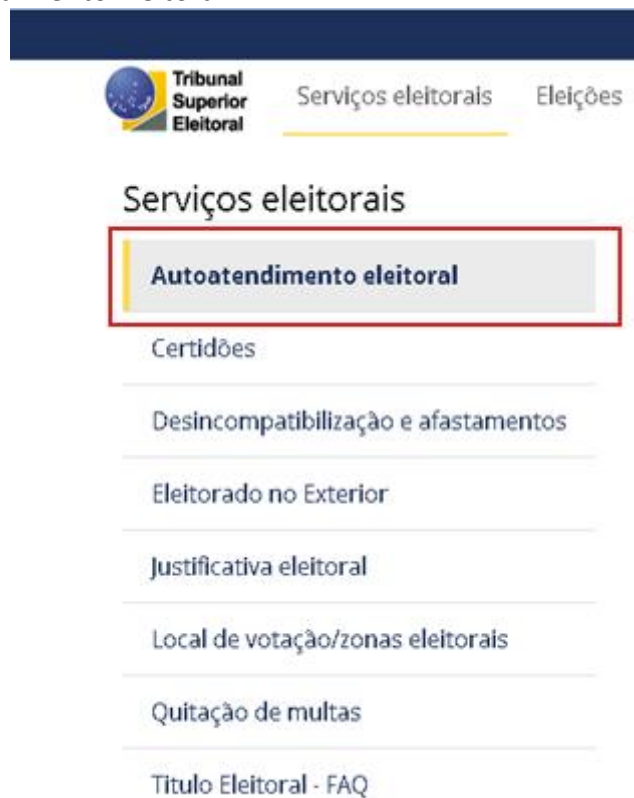 Tribunal
Superior
Eleitoral
Serviços eleitorais
Eleições
Serviços eleitorais
Autoatendimento eleitoral
Certidões
Desincompatibilização e afastamentos
Eleitorado no Exterior
Justificativa eleitoral
Local de votação/zonas eleitorais
Quitação de multas
Titulo Eleitoral - FAQ